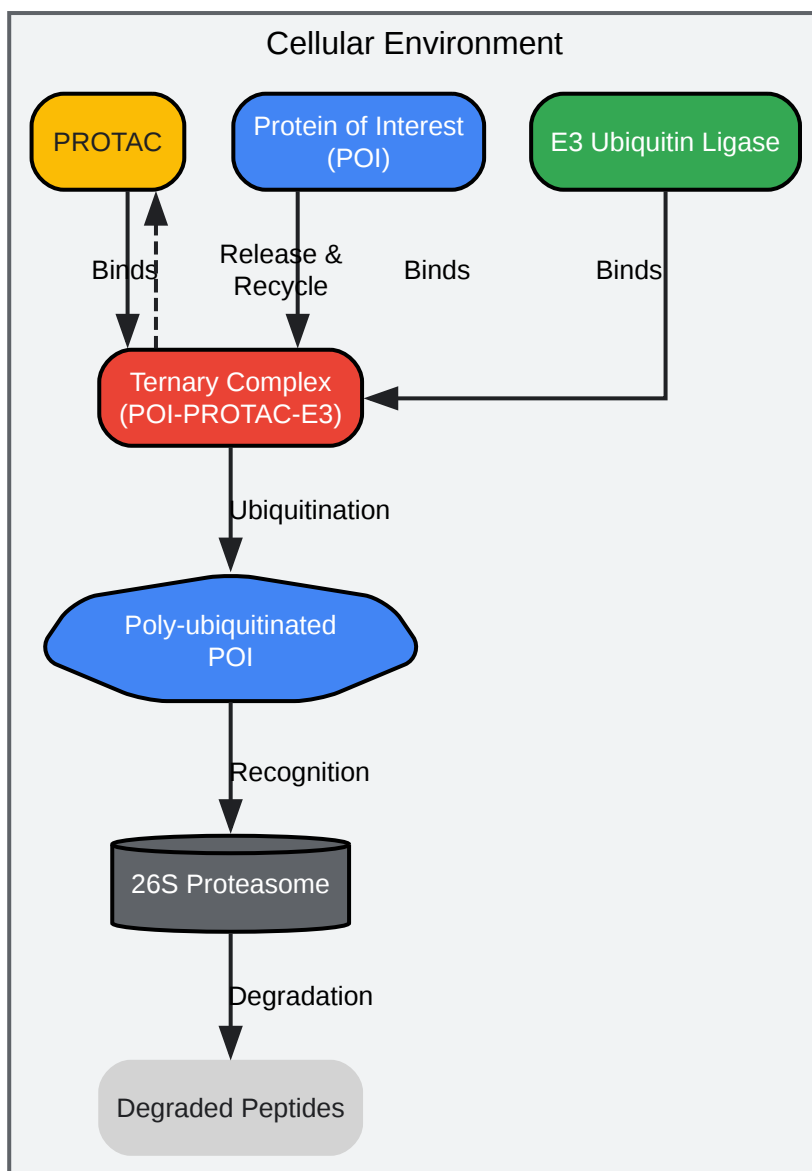 Cellular Environment
PROTAC
Protein of Interest
(POI)
E3 Ubiquitin Ligase
Binds
Release &
Recycle
Binds
Binds
Ternary Complex
(POI-PROTAC-E3)
Ubiquitination
Poly-ubiquitinated
POI
Recognition
26S Proteasome
Degradation
Degraded Peptides